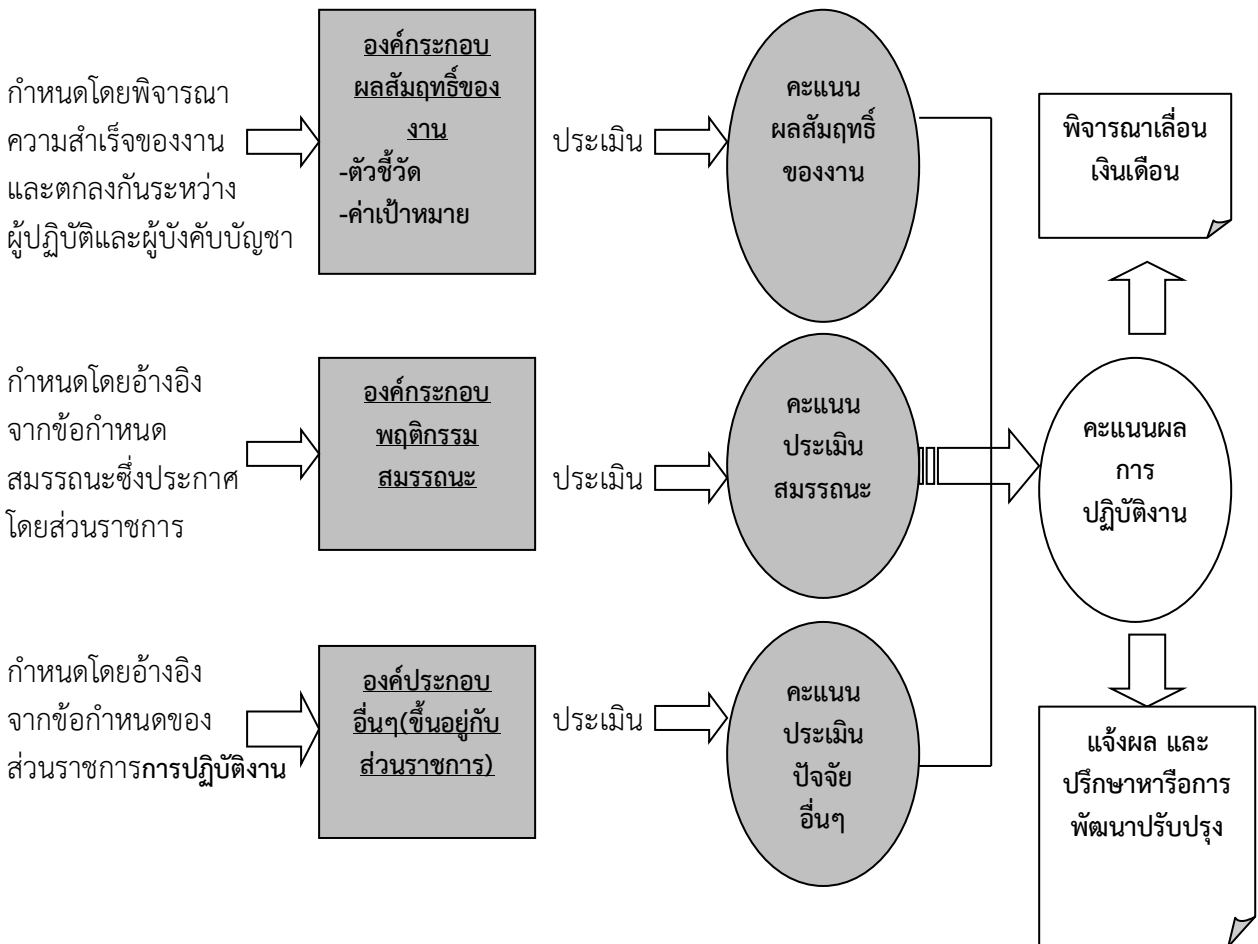 กำหนดโดยพิจารณา
ความสำเร็จของงาน
และตกลงกันระหว่าง
ผู้ปฏิบัติและผู้บังคับบัญชา
องค์กระกอบ
ผลสัมฤทธิ์ของ
งาน
-ตัวชี้วัด
-ค่าเป้าหมาย
ประเมิน
คะแนน
ผลสัมฤทธิ์
ของงาน
พิจารณาเลื่อน
เงินเดือน
กำหนดโดยอ้างอิง
จากข้อกำหนด
สมรรถนะซึ่งประกาศ
โดยส่วนราชการ
องค์กระกอบ
พฤติกรรม
สมรรถนะ
ประเมิน
คะแนน
ประเมิน
สมรรถนะ
คะแนนผล
การ
ปฏิบัติงาน
กำหนดโดยอ้างอิง
จากข้อกำหนดของ
ส่วนราชการการปฏิบัติงาน
องค์ประกอบ
อื่นๆ(ขึ้นอยู่กับ
ส่วนราชการ)
ประเมิน
คะแนน
ประเมิน
ปัจจัย
อื่นๆ
แจ้งผล และ
ปรึกษาหารือการ
พัฒนาปรับปรุง